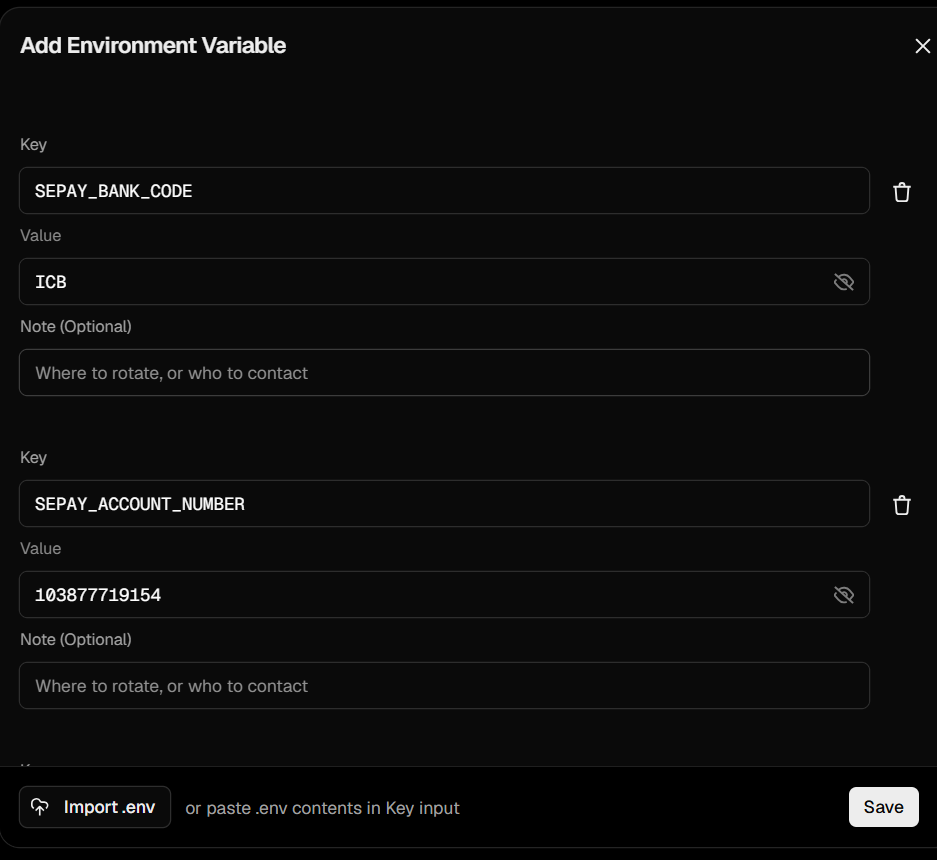 Add Environment Variable
Key
SEPAY_BANK_CODE
Value
ICB
Note (Optional)
Where to rotate, or who to contact
Key
SEPAY_ACCOUNT_NUMBER
Value
103877719154
Note (Optional)
Where to rotate, or who to contact
Import .env or paste .env contents in Key input Save